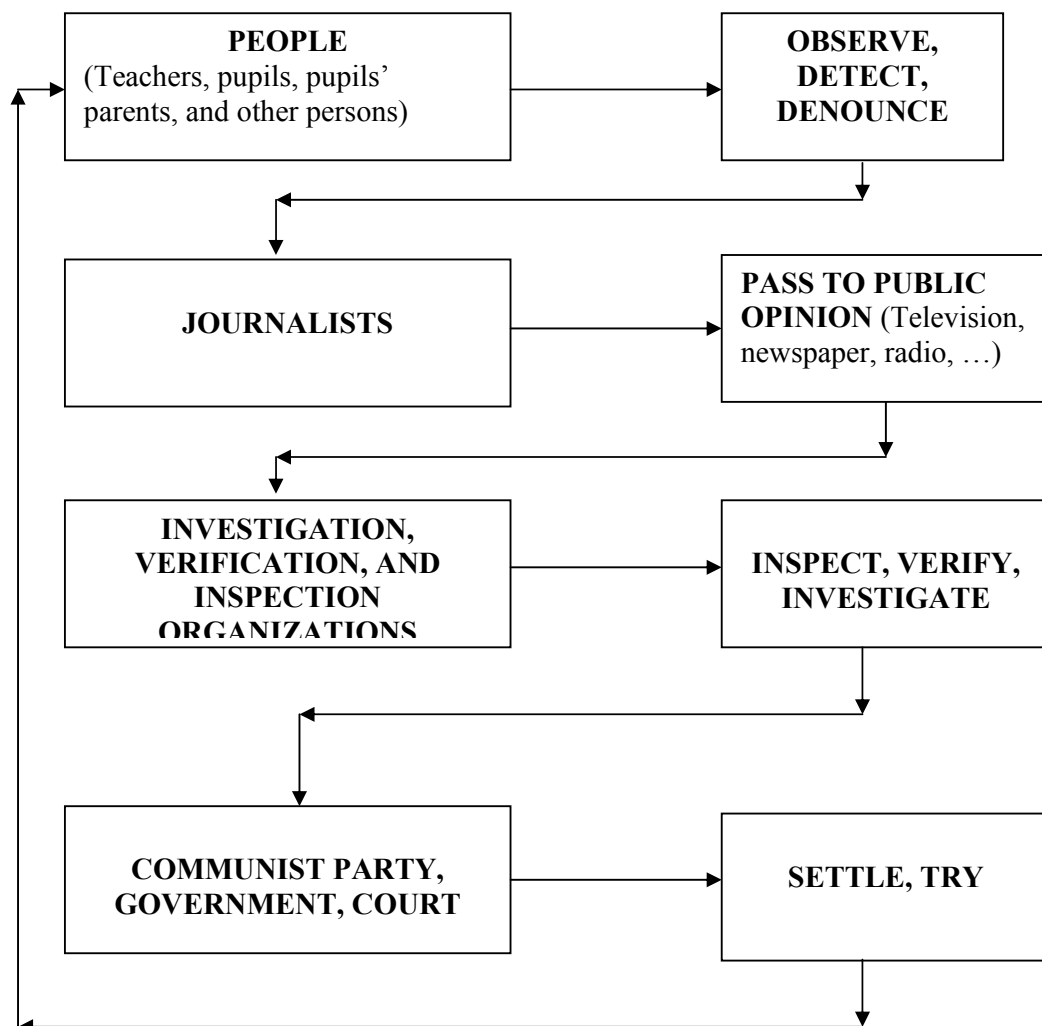 PEOPLE
(Teachers, pupils, pupils’
parents, and other persons)
OBSERVE,
DETECT,
DENOUNCE
JOURNALISTS
PASS TO PUBLIC
OPINION (Television,
newspaper, radio, …)
INVESTIGATION,
VERIFICATION, AND
INSPECTION
ORGANIZATIONS
INSPECT, VERIFY,
INVESTIGATE
COMMUNIST PARTY,
GOVERNMENT, COURT
SETTLE, TRY